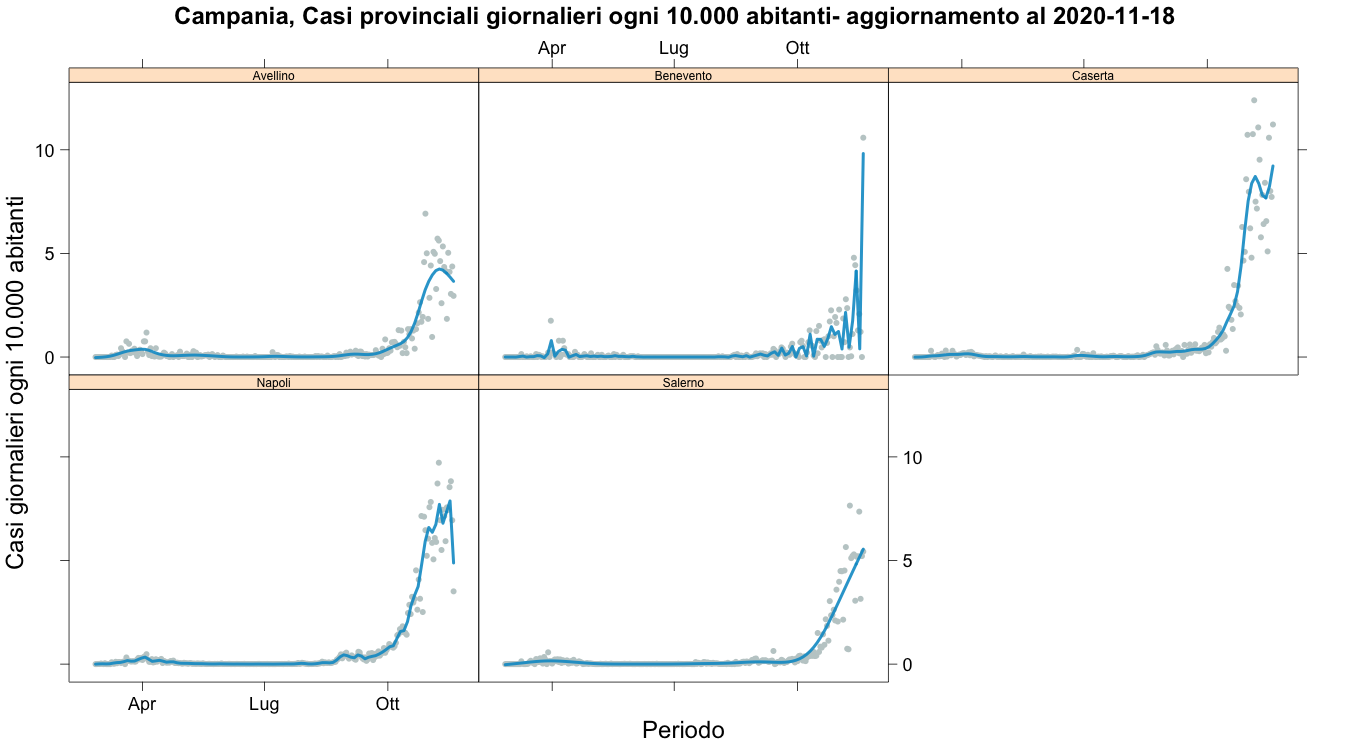 Campania, Casi provinciali giornalieri ogni 10.000 abitanti- aggiornamento al 2020-11-18
Apr Lug Ott
Avellino Benevento Caserta
10
5
0
Casi giornalieri ogni 10.000 abitanti
Napoli Salerno
10
5
0
Apr Lug Ott
Periodo